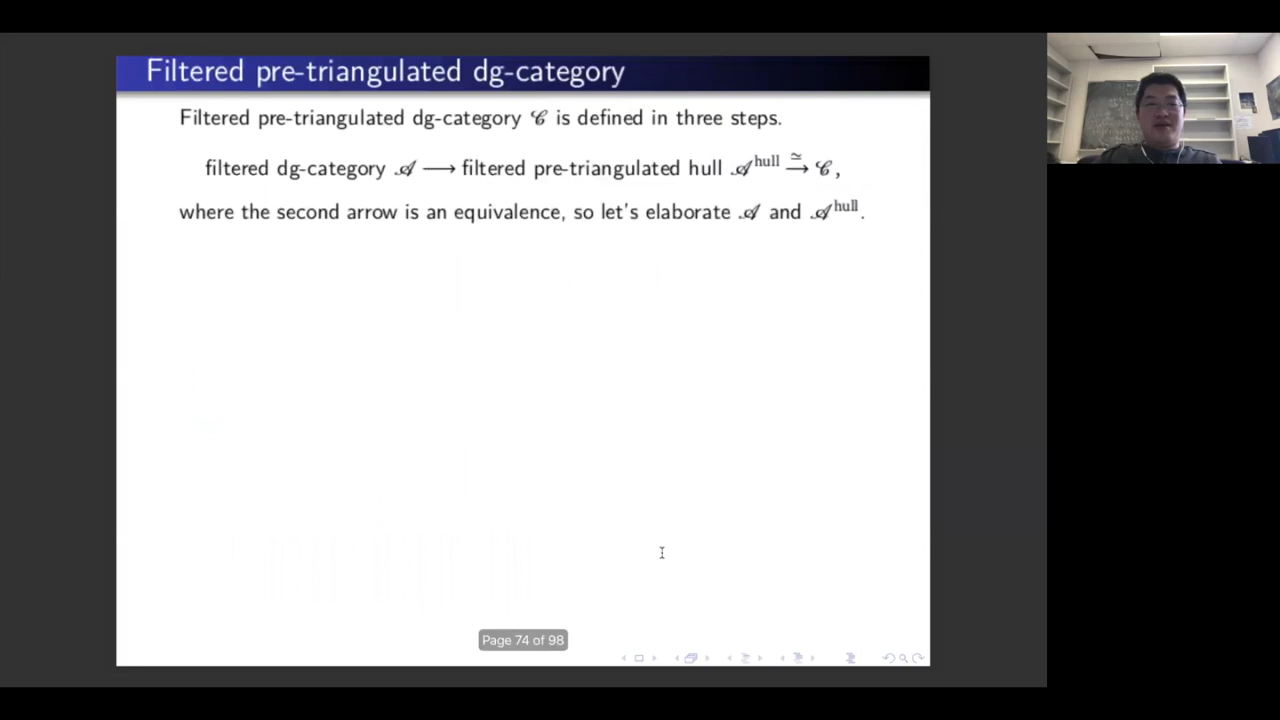 Filtered pre-triangulated dg-category
Filtered pre-triangulated dg-category 𝒞 is defined in three steps.
filtered dg-category 𝒜 ⟶ filtered pre-triangulated hull 𝒜^hull ≃→ 𝒞,
where the second arrow is an equivalence, so let's elaborate 𝒜 and 𝒜^hull.
Page 74 of 98